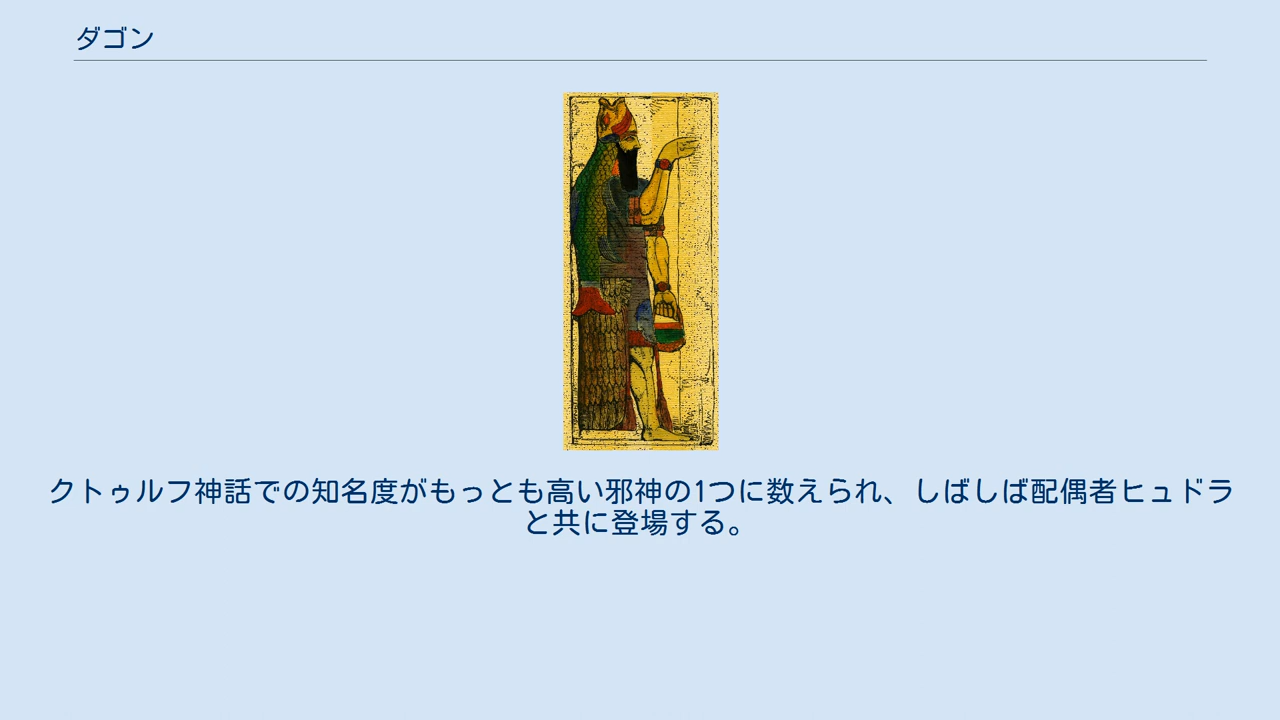 ダゴン
クトゥルフ神話での知名度がもっとも高い邪神の1つに数えられ、しばしば配偶者ヒュドラ
と共に登場する。